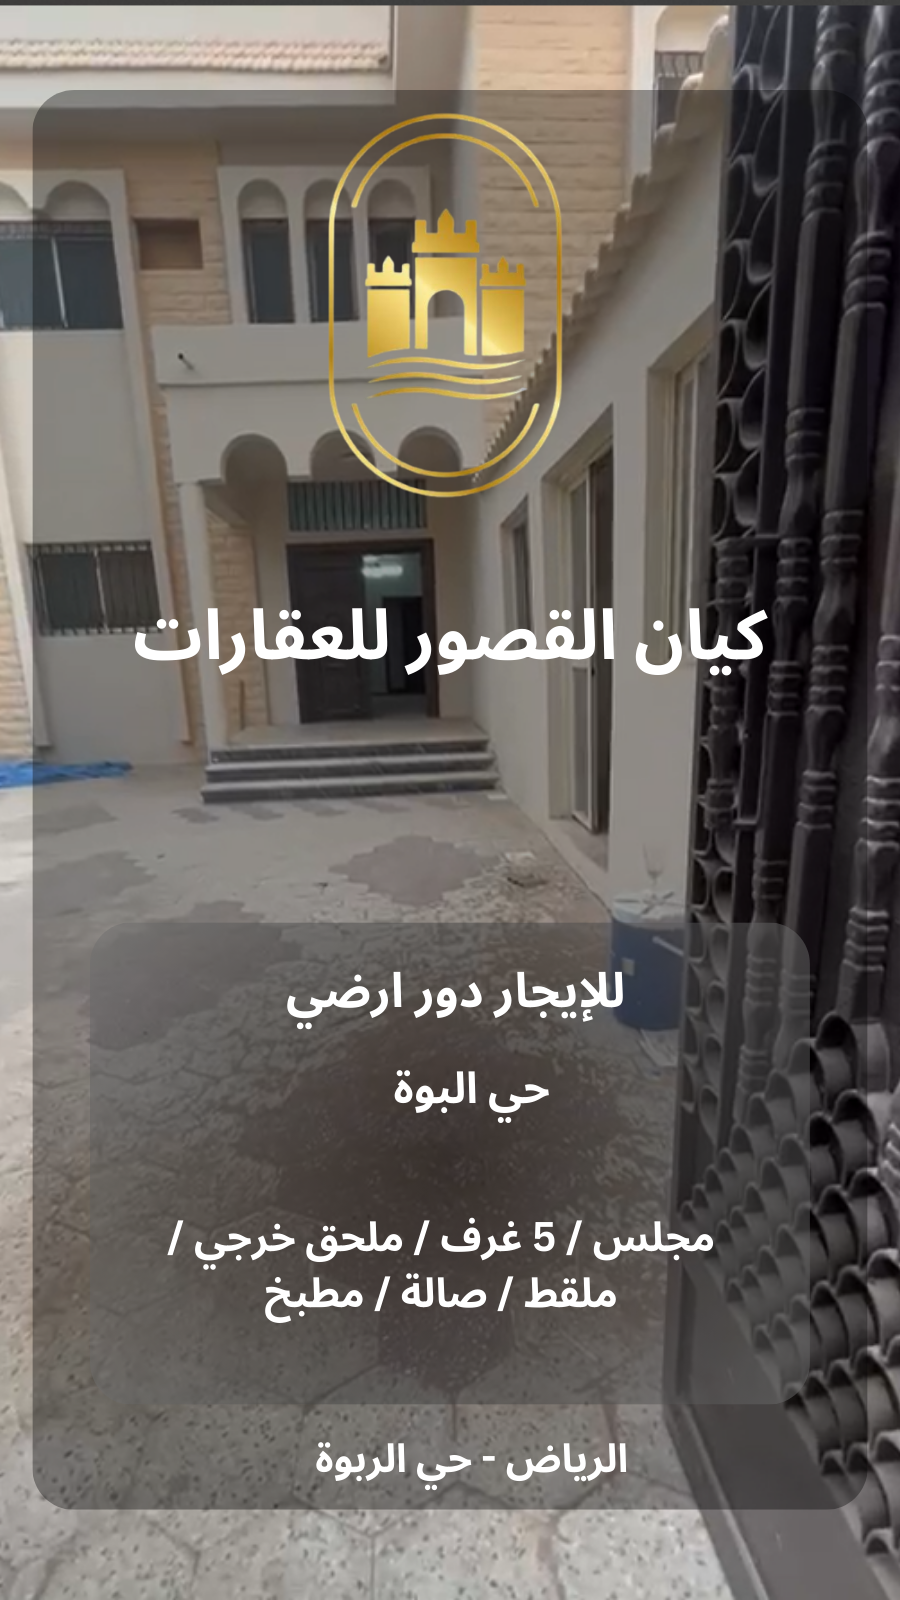 كيان القصور للعقارات
للإيجار دور ارضي
حي البوة
مجلس / 5 غرف / ملحق خرجي /
ملقط / صالة / مطبخ
الرياض - حي الربوة